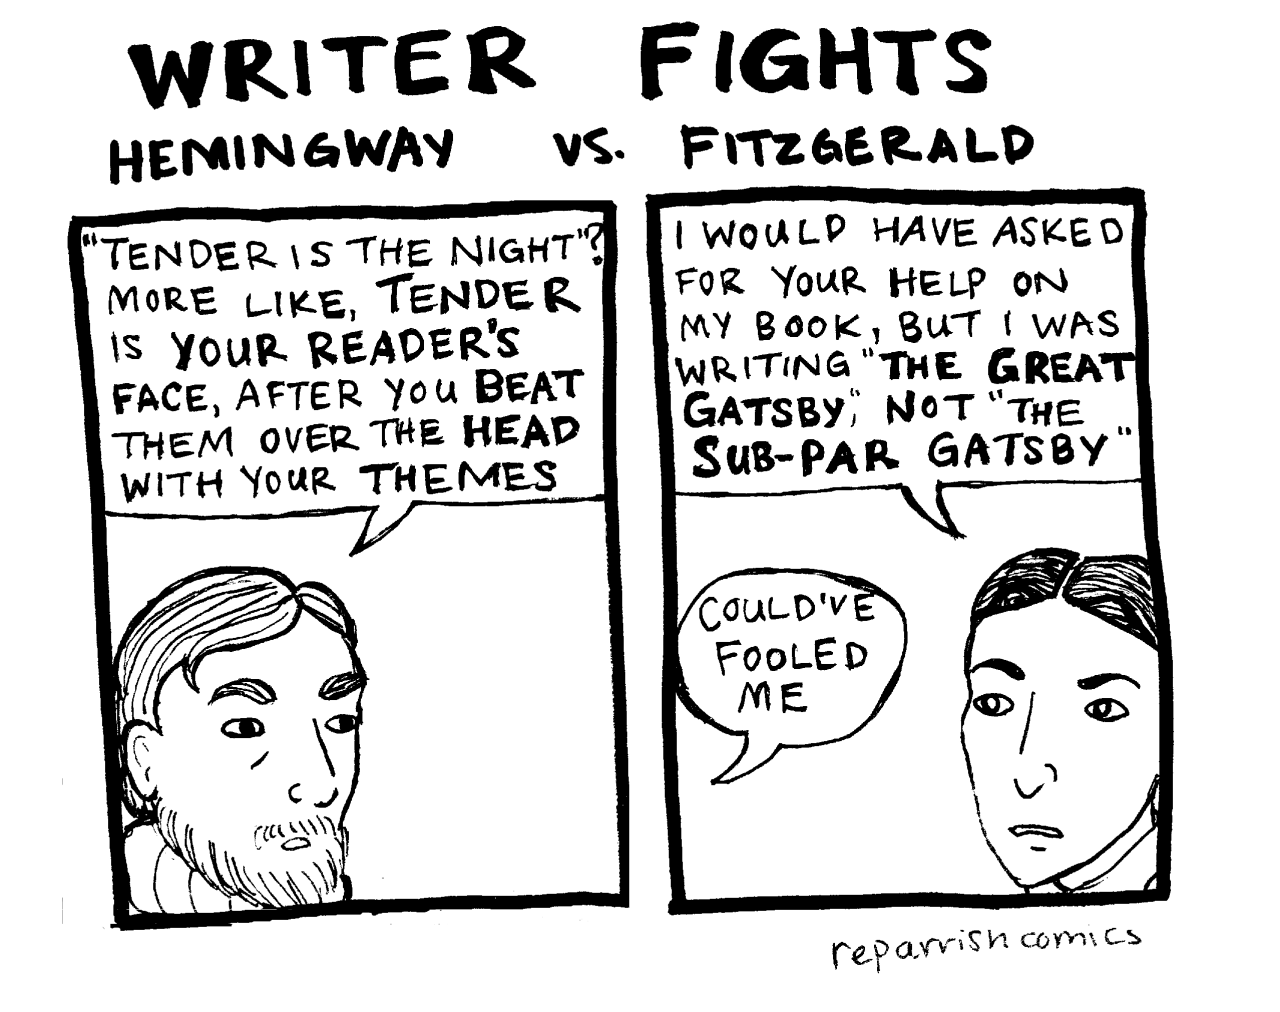 WRITER FIGHTS
HEMINGWAY VS. FITZGERALD
"TENDER IS THE NIGHT"?
MORE LIKE, TENDER
IS YOUR READER'S
FACE, AFTER YOU BEAT
THEM OVER THE HEAD
WITH YOUR THEMES
I WOULD HAVE ASKED
FOR YOUR HELP ON
MY BOOK, BUT I WAS
WRITING "THE GREAT
GATSBY," NOT "THE
SUB-PAR GATSBY"
COULD'VE
FOOLED
ME
reparrish comics